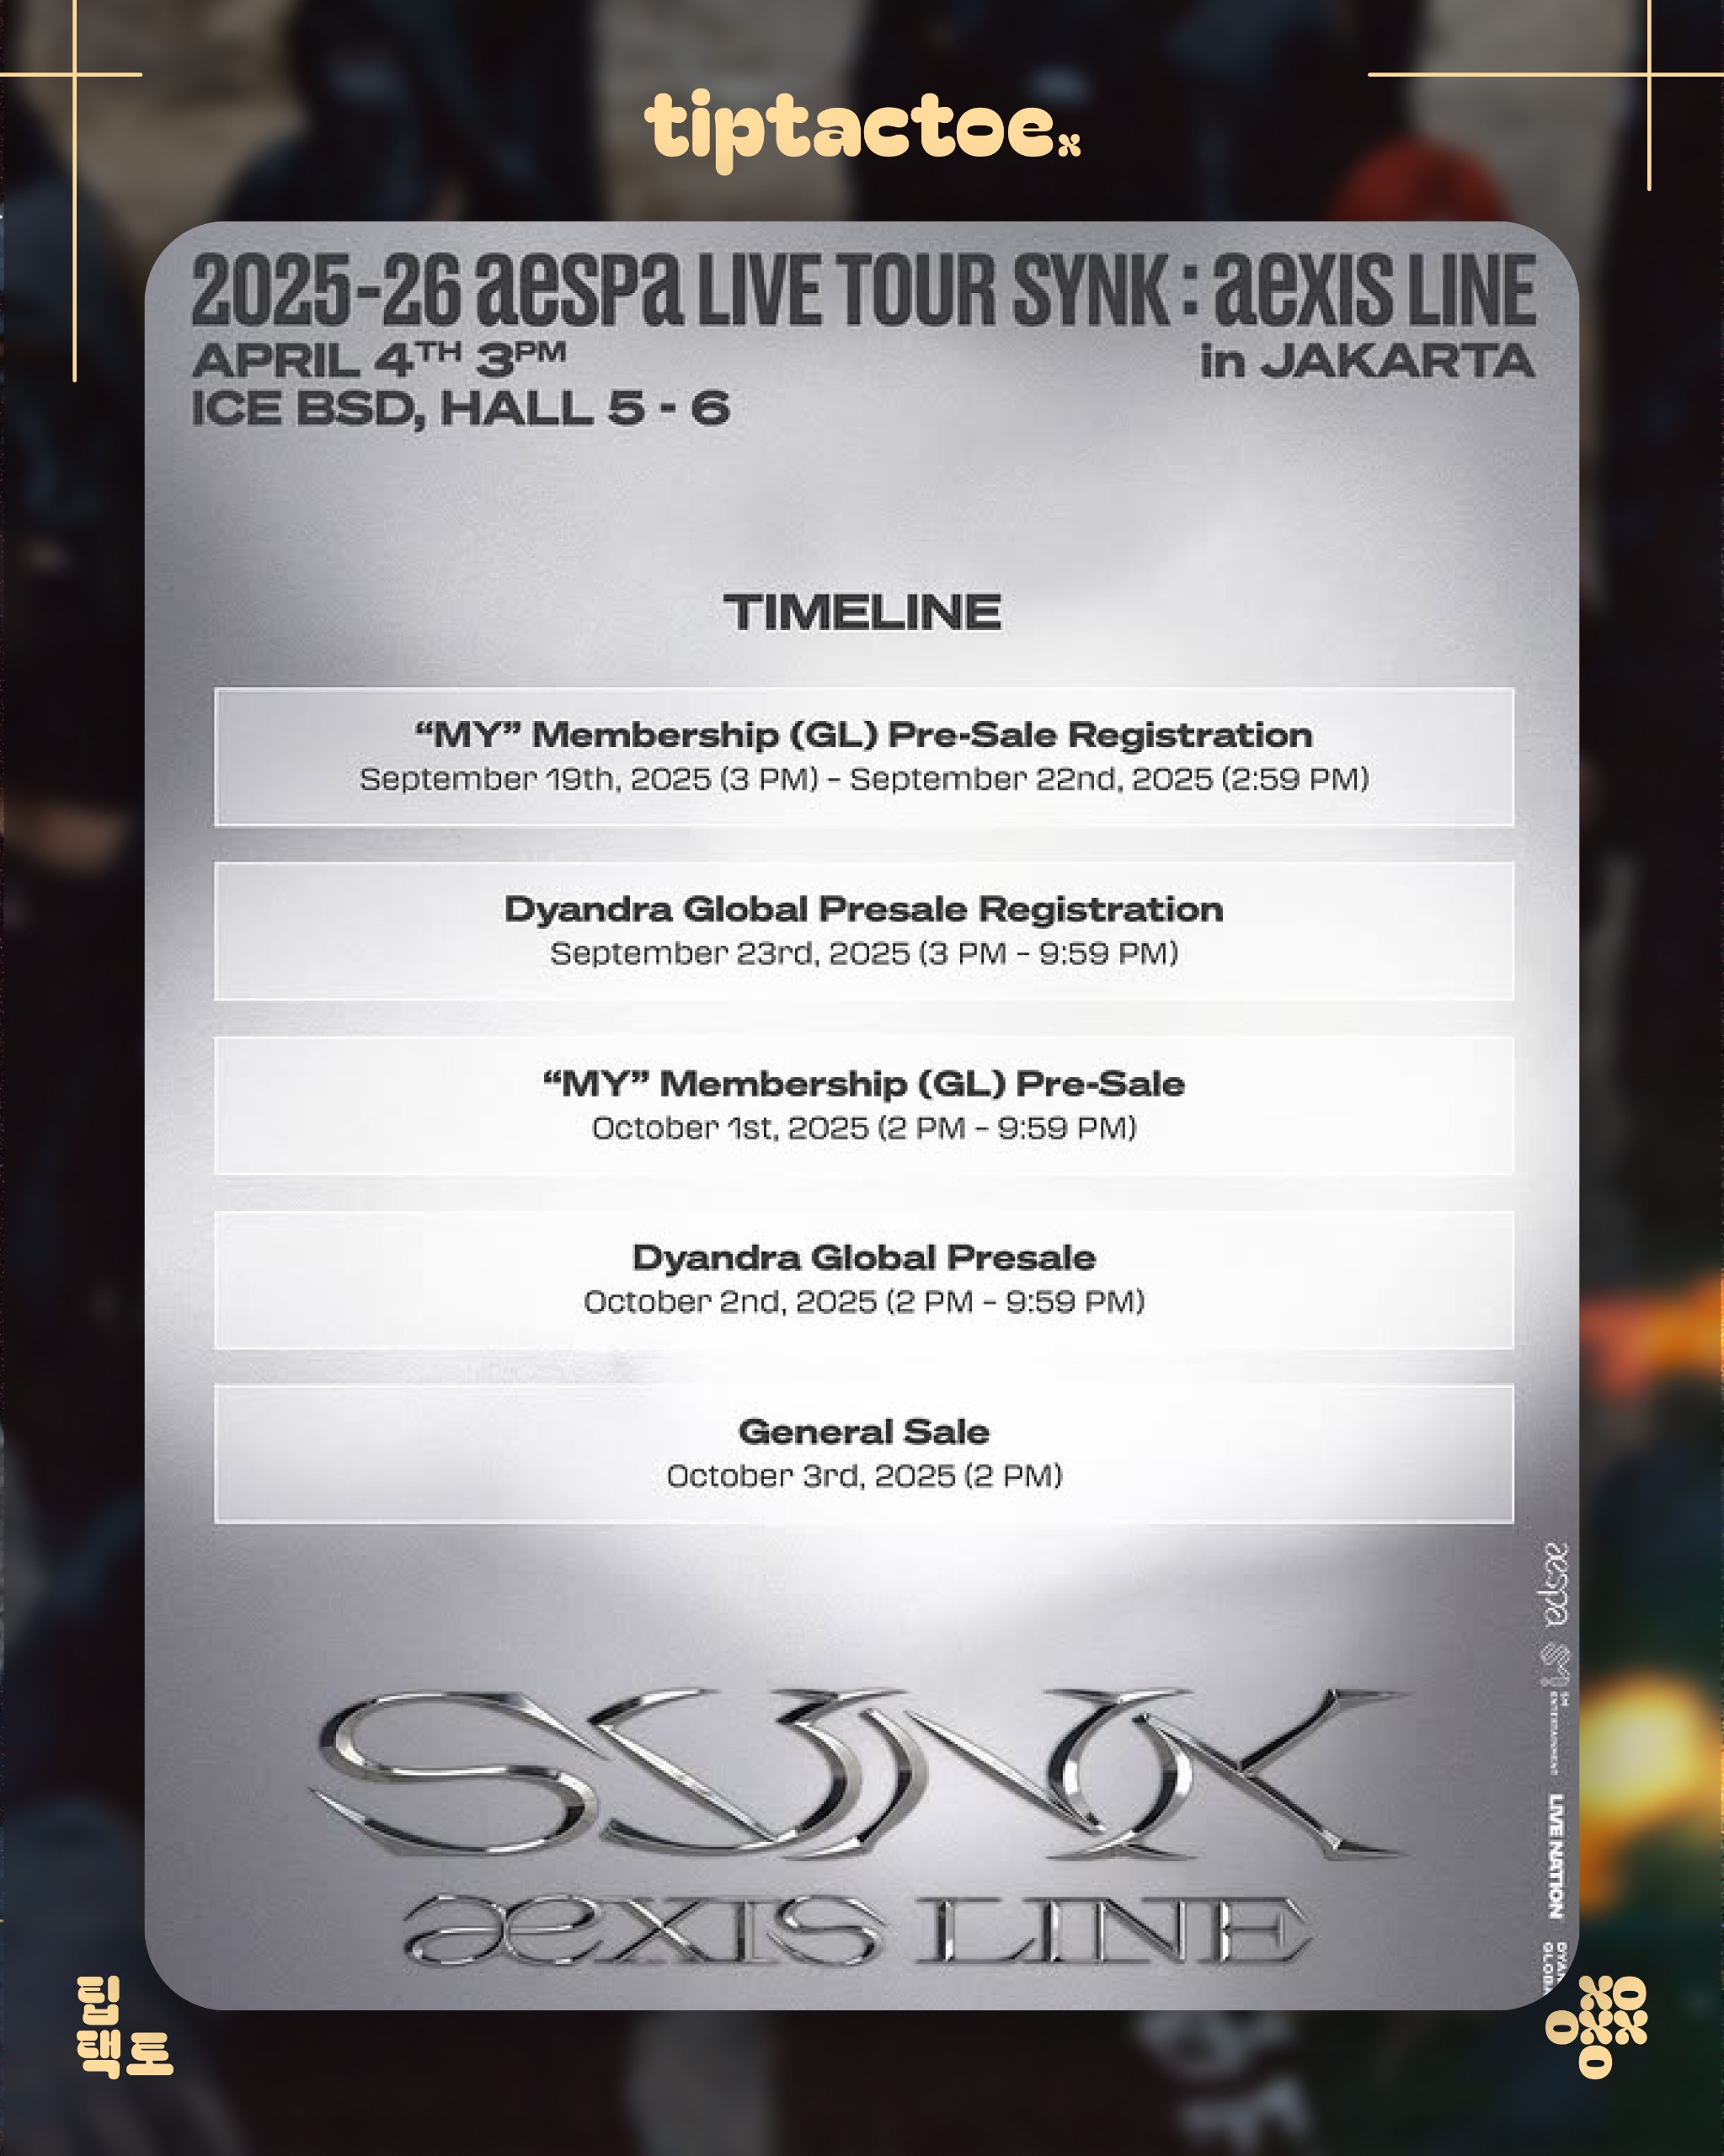 tiptactoe
2025-26 aespa LIVE TOUR SYNK : aeXIS LINE
APRIL 4TH 3PM
in JAKARTA
ICE BSD, HALL 5 - 6
TIMELINE
“MY” Membership (GL) Pre-Sale Registration
September 19th, 2025 (3 PM) – September 22nd, 2025 (2:59 PM)
Dyandra Global Presale Registration
September 23rd, 2025 (3 PM – 9:59 PM)
“MY” Membership (GL) Pre-Sale
October 1st, 2025 (2 PM – 9:59 PM)
Dyandra Global Presale
October 2nd, 2025 (2 PM – 9:59 PM)
General Sale
October 3rd, 2025 (2 PM)
SYNK
æXIS LINE
aespa
SM
ENTERTAINMENT
LIVE NATION
팁
택
토